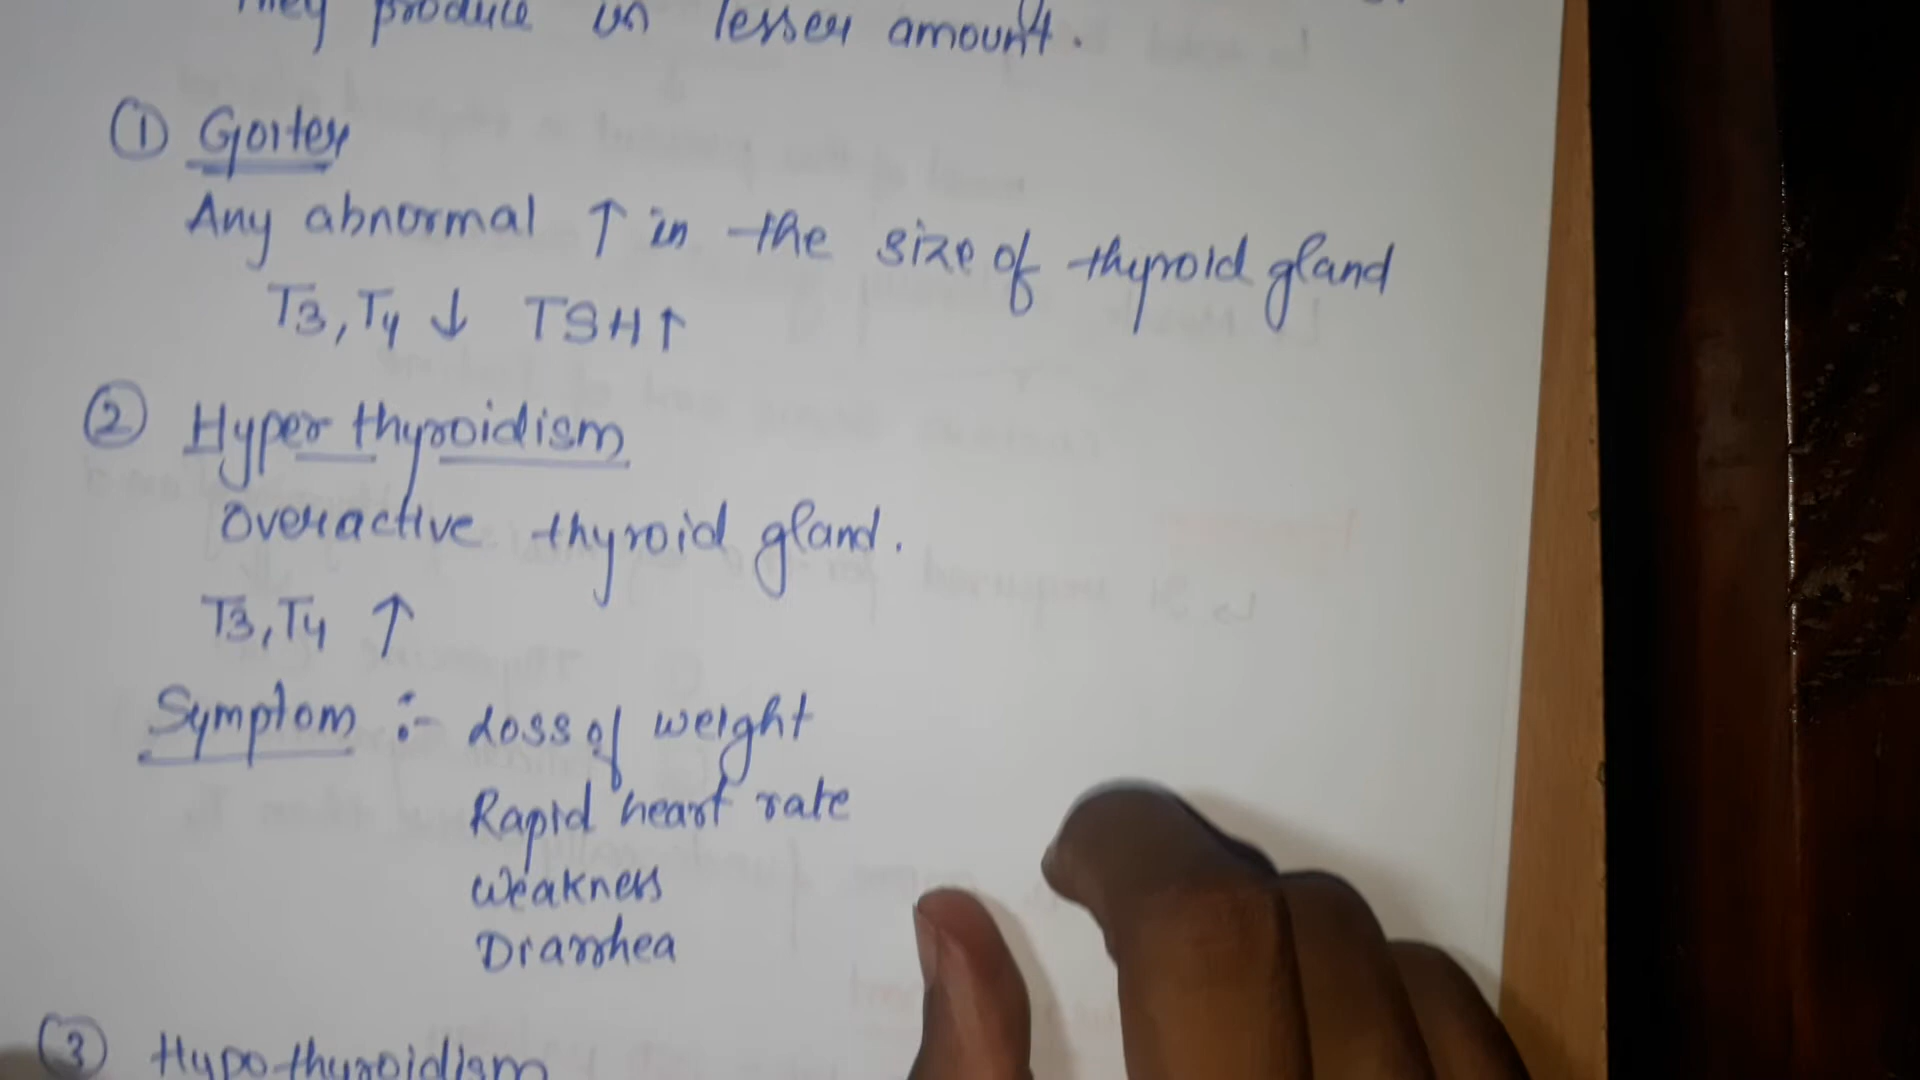 They produce in lesser amount.
① Goiter
Any abnormal ↑ in the size of thyroid gland
T3, T4 ↓ TSH ↑
② Hyper thyroidism
Overactive thyroid gland.
T3, T4 ↑
Symptom :- Loss of weight
Rapid heart rate
Weakness
Diarrhea
③ Hypothyroidism